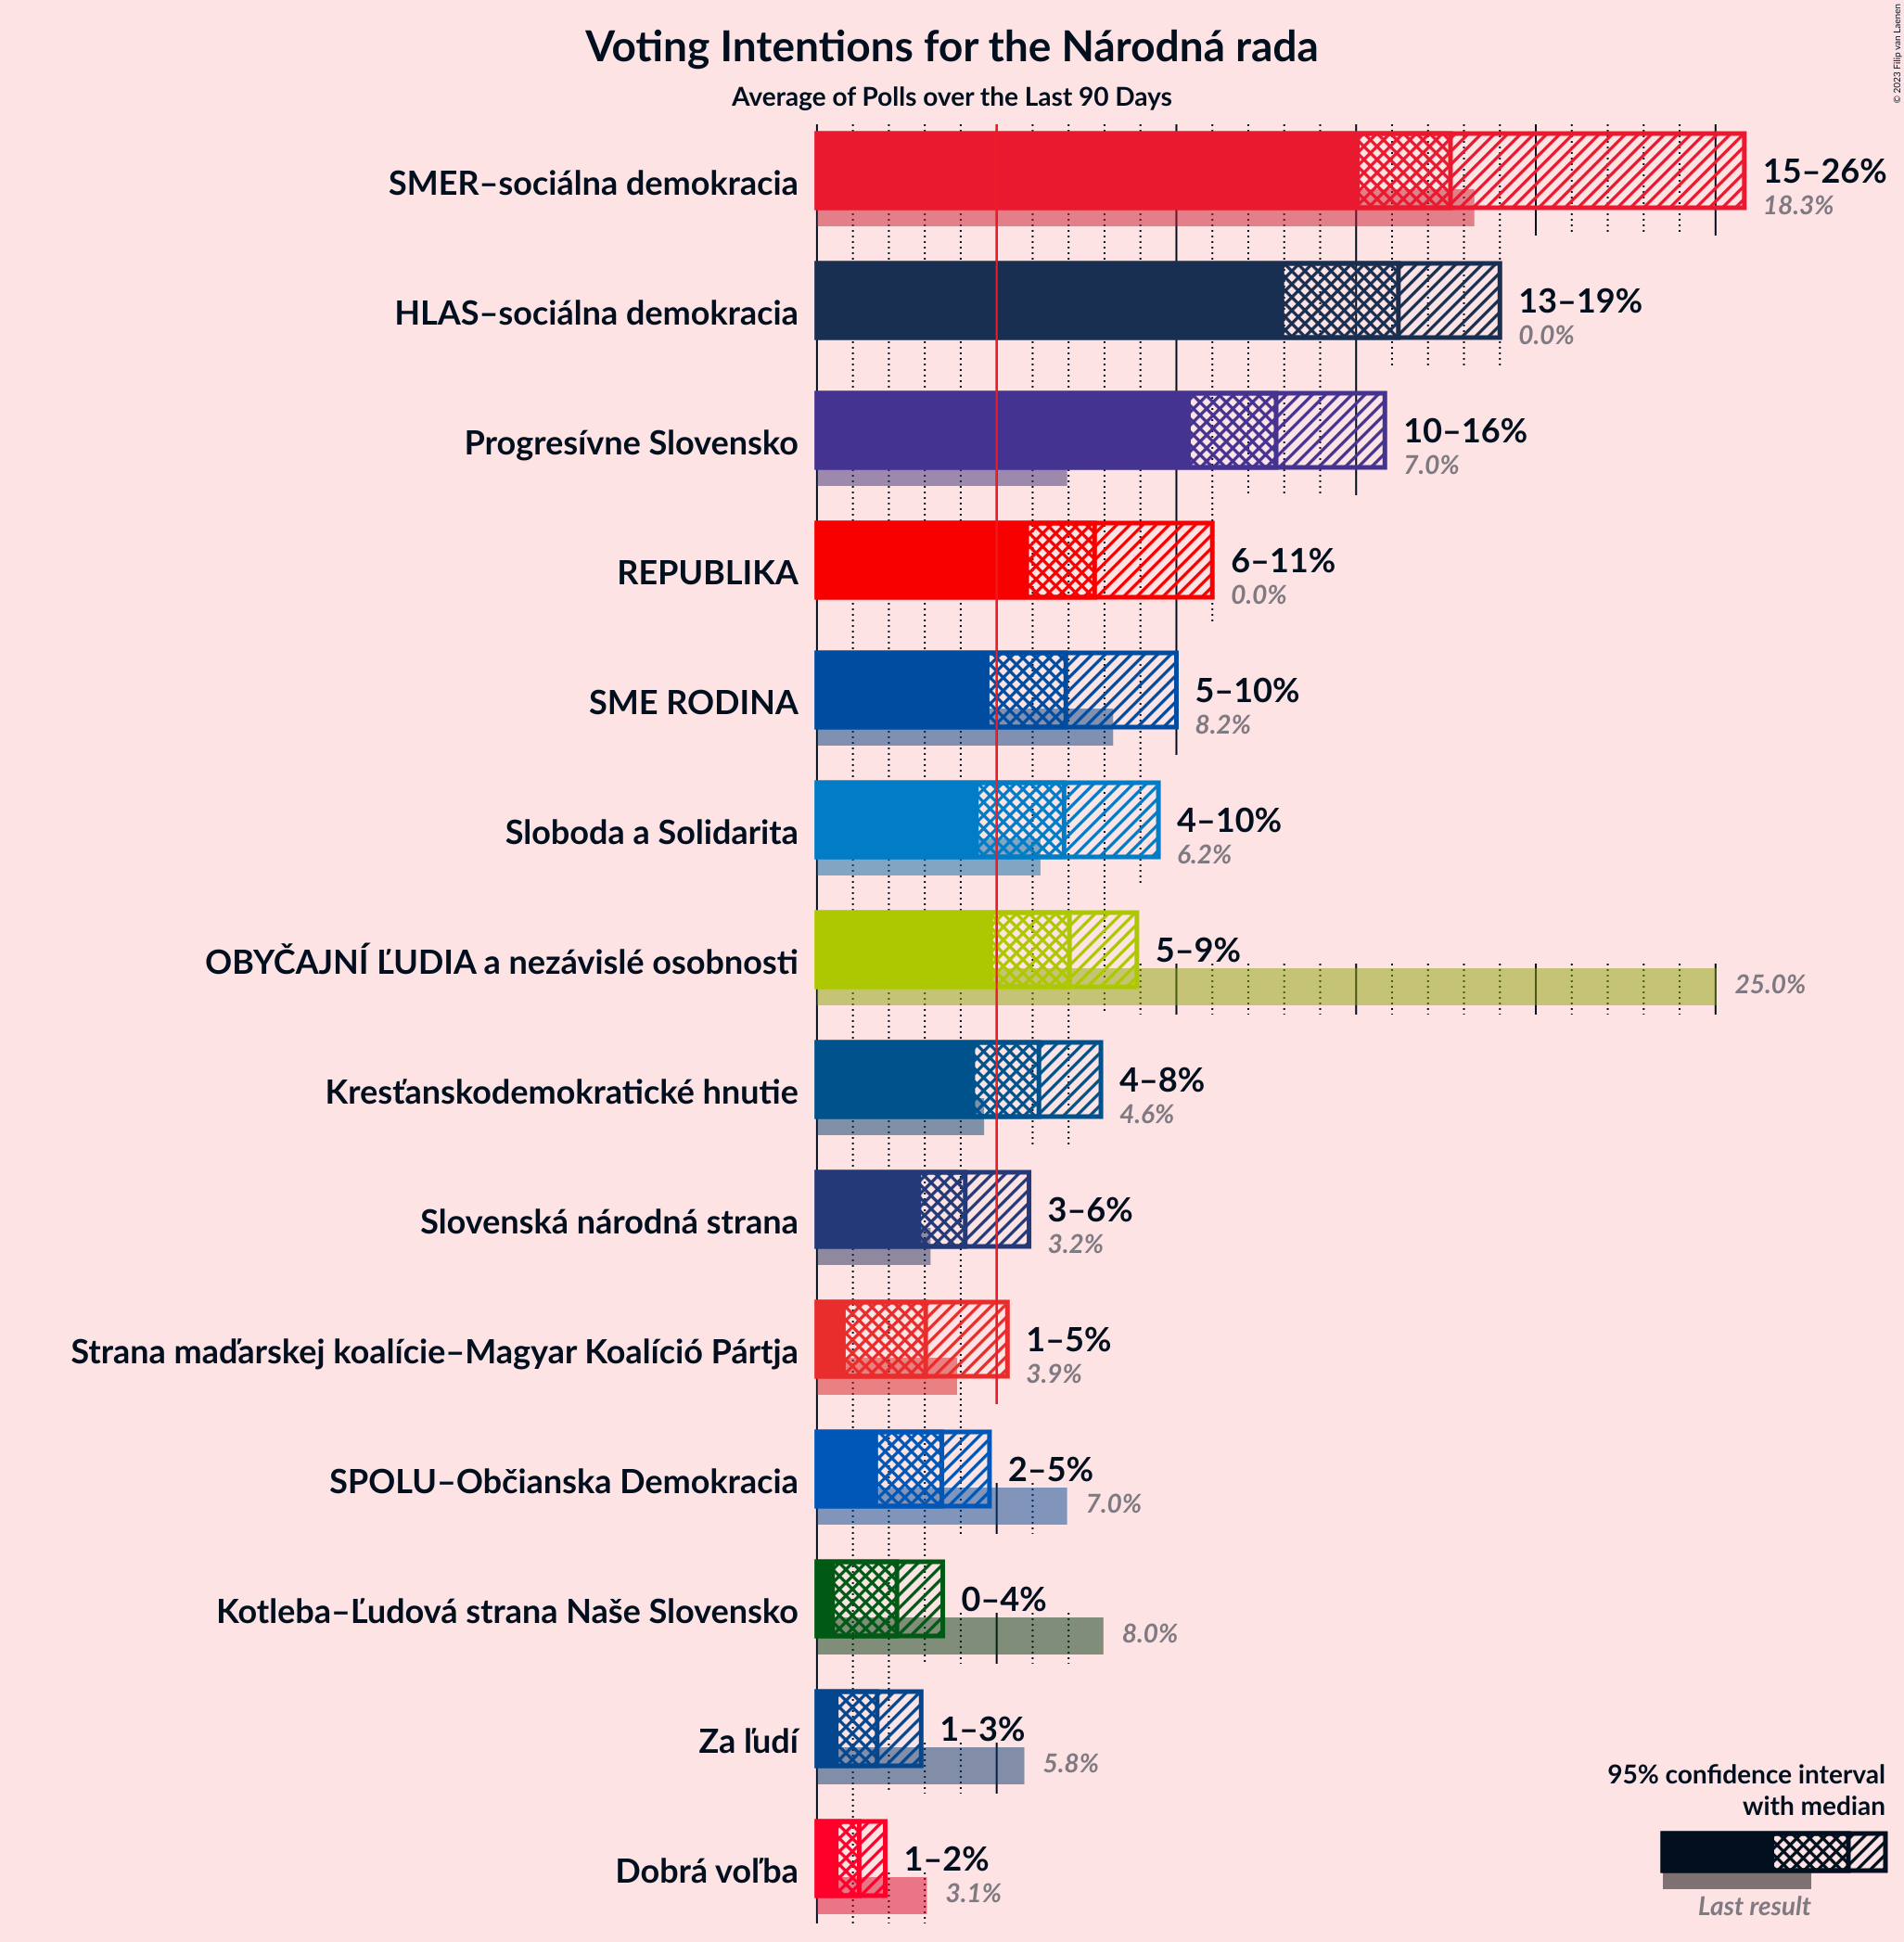 Voting Intentions for the Národná rada
Average of Polls over the Last 90 Days
© 2023 Filip van Laenen
SMER–sociálna demokracia
15–26%
18.3%
HLAS–sociálna demokracia
13–19%
0.0%
Progresívne Slovensko
10–16%
7.0%
REPUBLIKA
6–11%
0.0%
SME RODINA
5–10%
8.2%
Sloboda a Solidarita
4–10%
6.2%
OBYČAJNÍ ĽUDIA a nezávislé osobnosti
5–9%
25.0%
Kresťanskodemokratické hnutie
4–8%
4.6%
Slovenská národná strana
3–6%
3.2%
Strana maďarskej koalície–Magyar Koalíció Pártja
1–5%
3.9%
SPOLU–Občianska Demokracia
2–5%
7.0%
Kotleba–Ľudová strana Naše Slovensko
0–4%
8.0%
Za ľudí
1–3%
5.8%
Dobrá voľba
1–2%
3.1%
95% confidence interval
with median
Last result